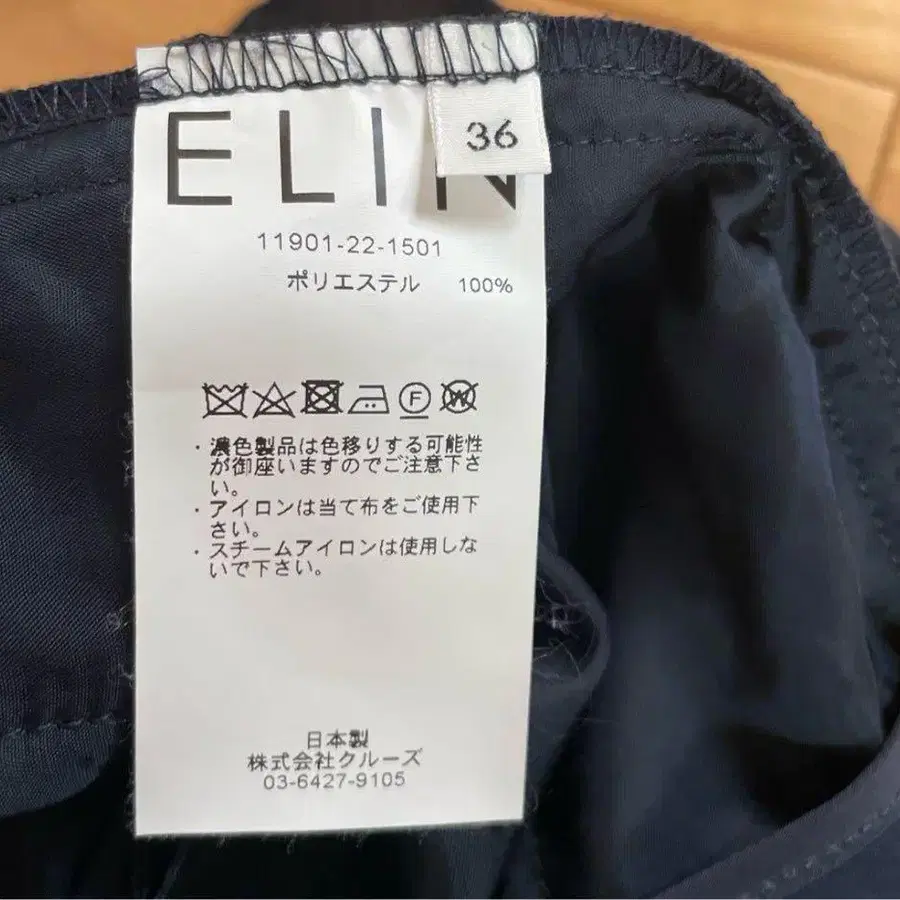 ELIN
36
11901-22-1501
ポリエステル 100%
F W
・濃色製品は色移りする可能性
が御座いますのでご注意下さ
い。
・アイロンは当て布をご使用下
さい。
・スチームアイロンは使用しな
いで下さい。
日本製
株式会社クルーズ
03-6427-9105